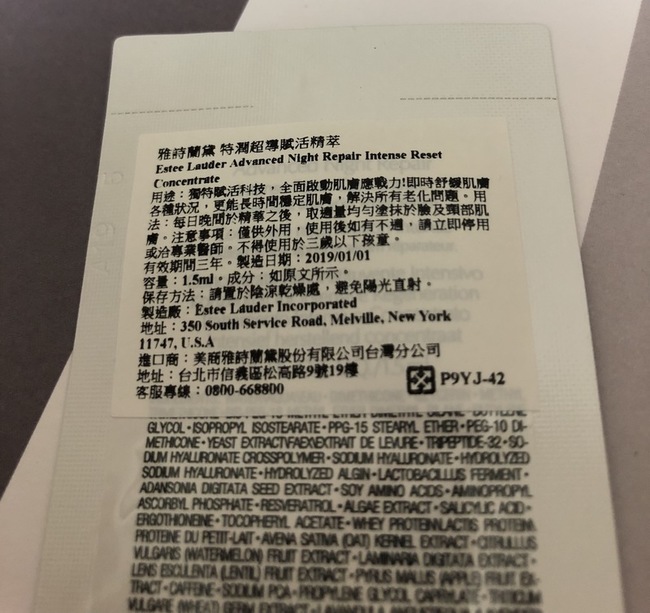 雅詩蘭黛 特潤超導賦活精萃
Estee Lauder Advanced Night Repair Intense Reset
Concentrate
用途：獨特賦活科技，全面啟動肌膚應戰力!即時舒緩肌膚
各種狀況，更能長時間穩定肌膚，解決所有老化問題。用
法：每日晚間於精華之後，取適量均勻塗抹於臉及頸部肌
膚。注意事項：僅供外用，使用後如有不適，請立即停用
或洽專業醫師。不得使用於三歲以下孩童。
有效期間三年。製造日期：2019/01/01
容量：1.5ml。成分：如原文所示。
保存方法：請置於陰涼乾燥處，避免陽光直射。
製造廠：Estee Lauder Incorporated
地址：350 South Service Road, Melville, New York
11747, U.S.A
進口商：美商雅詩蘭黛股份有限公司台灣分公司
地址：台北市信義區松高路9號19樓
客服專線：0800-668800
P9YJ-42
GLYCOL • ISOPROPYL ISOSTEARATE • PPG-15 STEARYL ETHER • PEG-10 DI-
METHICONE • YEAST EXTRACT\FAEX\EXTRAIT DE LEVURE • TRIPEPTIDE-32 • SO-
DIUM HYALURONATE CROSSPOLYMER • SODIUM HYALURONATE • HYDROLYZED
SODIUM HYALURONATE • HYDROLYZED ALGIN • LACTOBACILLUS FERMENT •
ADANSONIA DIGITATA SEED EXTRACT • SOY AMINO ACIDS • AMINOPROPYL
ASCORBYL PHOSPHATE • RESVERATROL • ALGAE EXTRACT • SALICYLIC ACID •
ERGOTHIONEINE • TOCOPHERYL ACETATE • WHEY PROTEIN\LACTIS PROTEIN\
PROTEINE DU PETIT-LAIT • AVENA SATIVA (OAT) KERNEL EXTRACT • CITRULLUS
VULGARIS (WATERMELON) FRUIT EXTRACT • LAMINARIA DIGITATA EXTRACT •
LENS ESCULENTA (LENTIL) FRUIT EXTRACT • PYRUS MALUS (APPLE) FRUIT EX-
TRACT • CAFFEINE • SODIUM PCA • PROPYLENE GLYCOL CAPRYLATE • TRITICUM
VULGARE (WHEAT) GERM EXTRACT